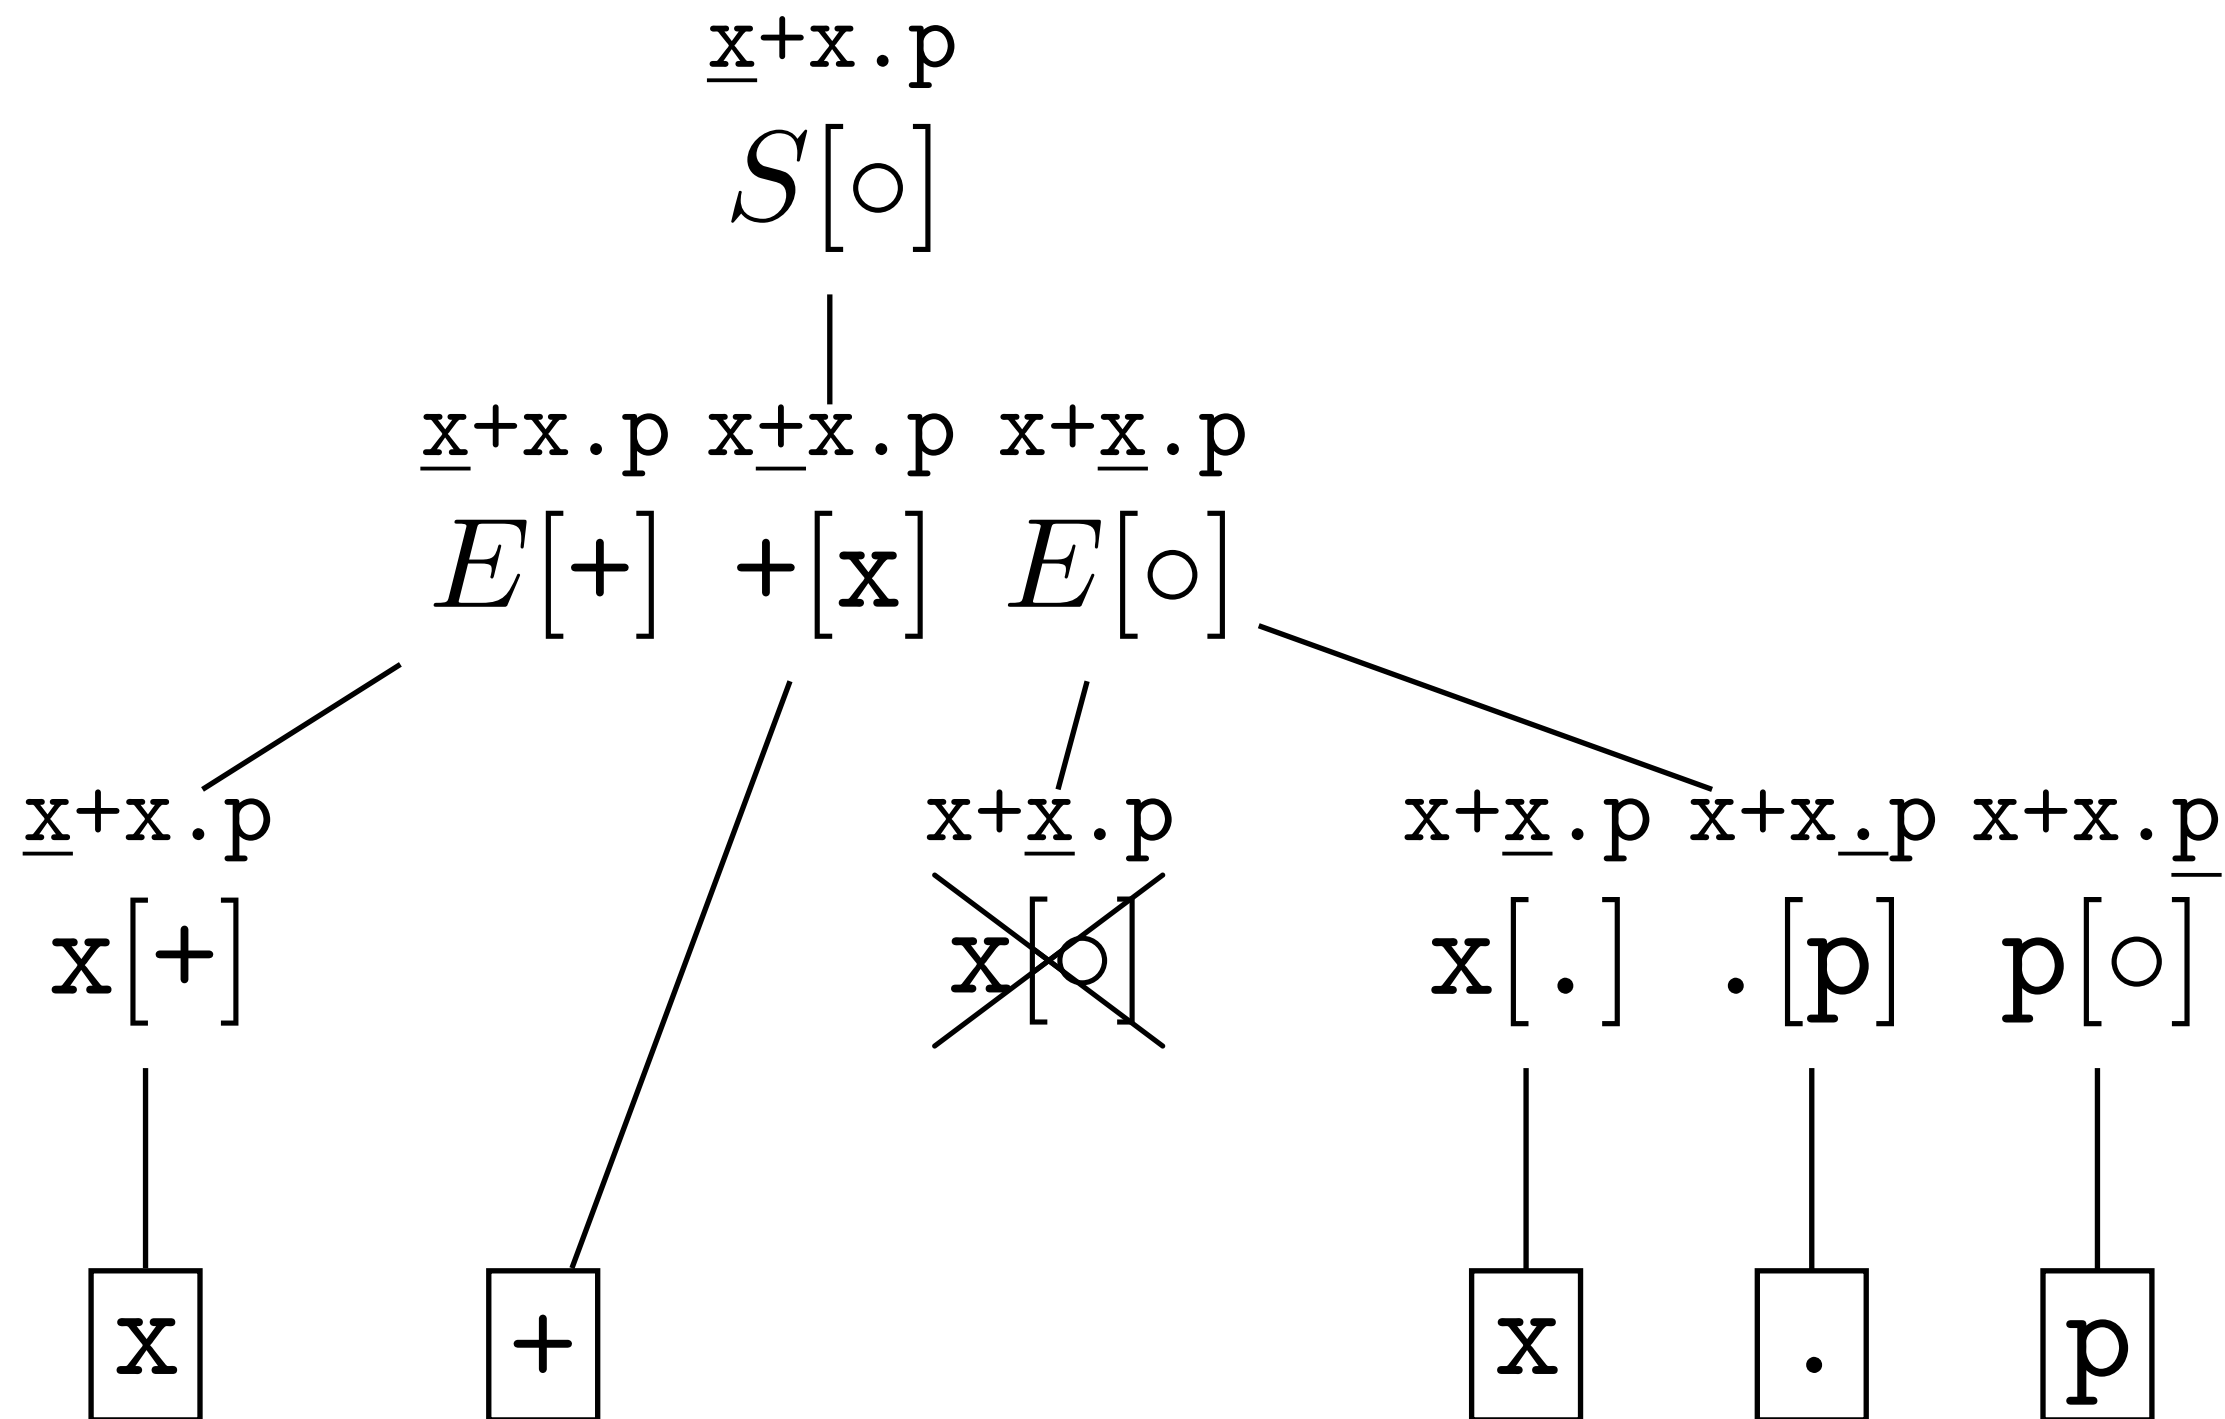 x+x.p
S[○]
x+x.p x+x.p x+x.p
E[+] +[x] E[○]
x+x.p x+x.p x+x.p x+x.p x+x.p
x[+] x[○] x[.] .[p] p[○]
x + x . p